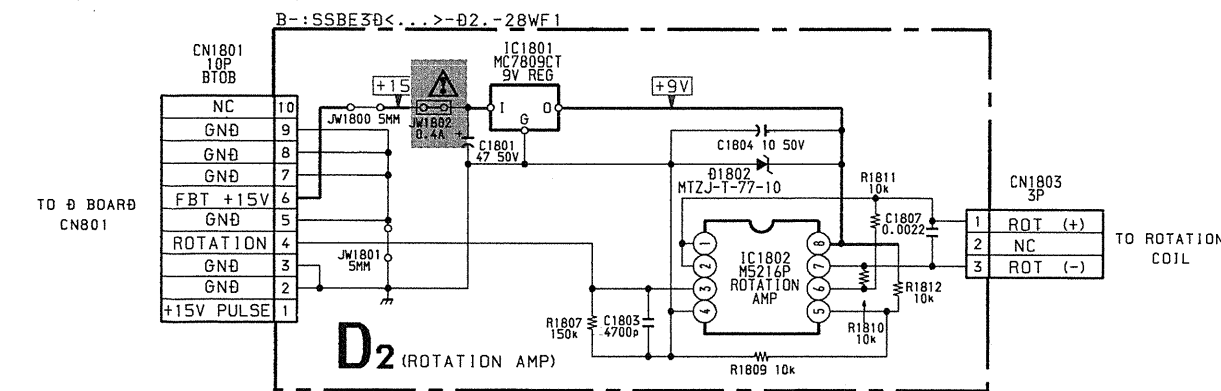 B-:SSBE3D<...>-D2.-28WF1
CN1801
10P
BTOB
NC 10
GND 9
GND 8
GND 7
FBT +15V 6
GND 5
ROTATION 4
GND 3
GND 2
+15V PULSE 1
TO D BOARD
CN801
JW1800 5MM
JW1801
5MM
+15
JW1802
0.4A
+
C1801
47 50V
IC1801
MC7809CT
9V REG
I
O
G
+9V
C1804 10 50V
D1802
MTZJ-T-77-10
R1811
10k
C1807
0.0022
1
2
3
4
IC1802
M5216P
ROTATION
AMP
8
7
6
5
R1812
10k
R1810
10k
R1807
150k
C1803
4700p
R1809 10k
CN1803
3P
1 ROT (+)
2 NC
3 ROT (-)
TO ROTATION
COIL
D2 (ROTATION AMP)